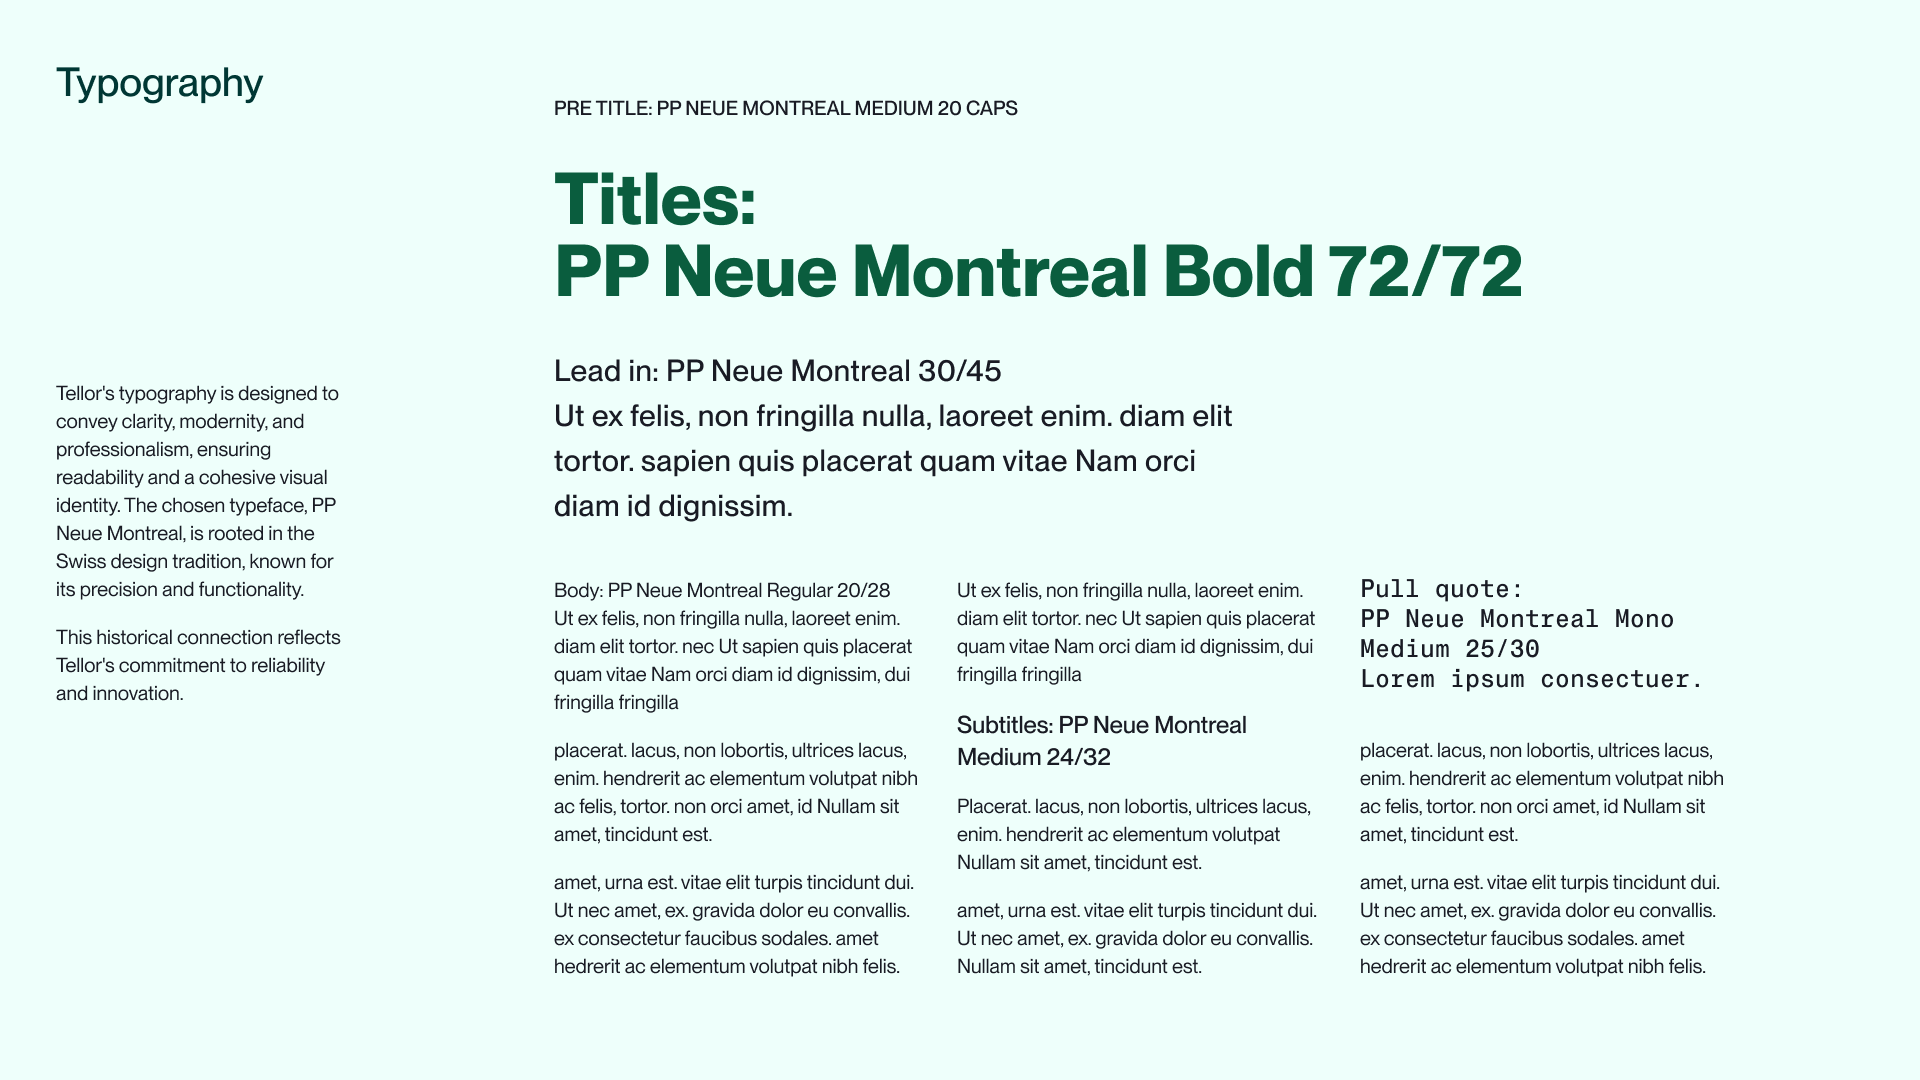 Typography
Tellor's typography is designed to
convey clarity, modernity, and
professionalism, ensuring
readability and a cohesive visual
identity. The chosen typeface, PP
Neue Montreal, is rooted in the
Swiss design tradition, known for
its precision and functionality.
This historical connection reflects
Tellor's commitment to reliability
and innovation.
PRE TITLE: PP NEUE MONTREAL MEDIUM 20 CAPS
Titles:
PP Neue Montreal Bold 72/72
Lead in: PP Neue Montreal 30/45
Ut ex felis, non fringilla nulla, laoreet enim. diam elit
tortor. sapien quis placerat quam vitae Nam orci
diam id dignissim.
Body: PP Neue Montreal Regular 20/28
Ut ex felis, non fringilla nulla, laoreet enim.
diam elit tortor. nec Ut sapien quis placerat
quam vitae Nam orci diam id dignissim, dui
fringilla fringilla
placerat. lacus, non lobortis, ultrices lacus,
enim. hendrerit ac elementum volutpat nibh
ac felis, tortor. non orci amet, id Nullam sit
amet, tincidunt est.
amet, urna est. vitae elit turpis tincidunt dui.
Ut nec amet, ex. gravida dolor eu convallis.
ex consectetur faucibus sodales. amet
hedrerit ac elementum volutpat nibh felis.
Ut ex felis, non fringilla nulla, laoreet enim.
diam elit tortor. nec Ut sapien quis placerat
quam vitae Nam orci diam id dignissim, dui
fringilla fringilla
Subtitles: PP Neue Montreal
Medium 24/32
Placerat. lacus, non lobortis, ultrices lacus,
enim. hendrerit ac elementum volutpat
Nullam sit amet, tincidunt est.
amet, urna est. vitae elit turpis tincidunt dui.
Ut nec amet, ex. gravida dolor eu convallis.
Nullam sit amet, tincidunt est.
Pull quote:
PP Neue Montreal Mono
Medium 25/30
Lorem ipsum consectuer.
placerat. lacus, non lobortis, ultrices lacus,
enim. hendrerit ac elementum volutpat nibh
ac felis, tortor. non orci amet, id Nullam sit
amet, tincidunt est.
amet, urna est. vitae elit turpis tincidunt dui.
Ut nec amet, ex. gravida dolor eu convallis.
ex consectetur faucibus sodales. amet
hedrerit ac elementum volutpat nibh felis.